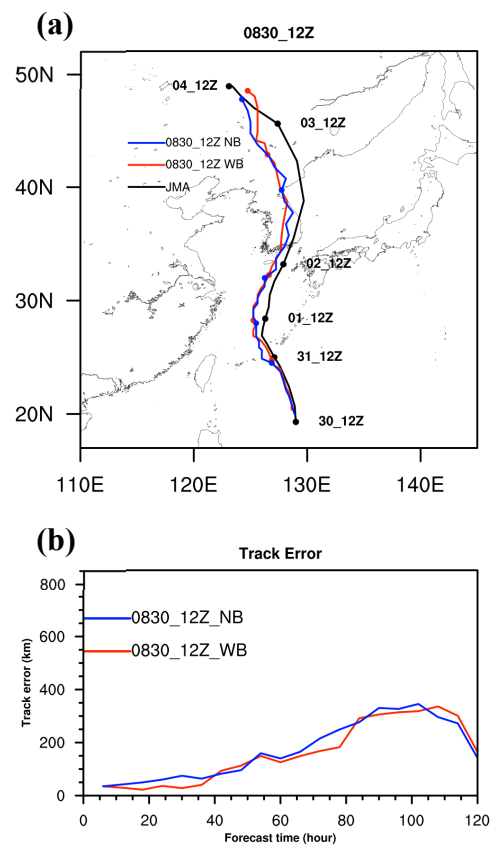 (a)
0830_12Z
50N
04_12Z
03_12Z
0830_12Z NB
0830_12Z WB
JMA
40N
02_12Z
30N
01_12Z
31_12Z
20N
30_12Z
110E 120E 130E 140E
(b)
Track Error
800
0830_12Z_NB
600
0830_12Z_WB
Track error (km)
400
200
0
0 20 40 60 80 100 120
Forecast time (hour)